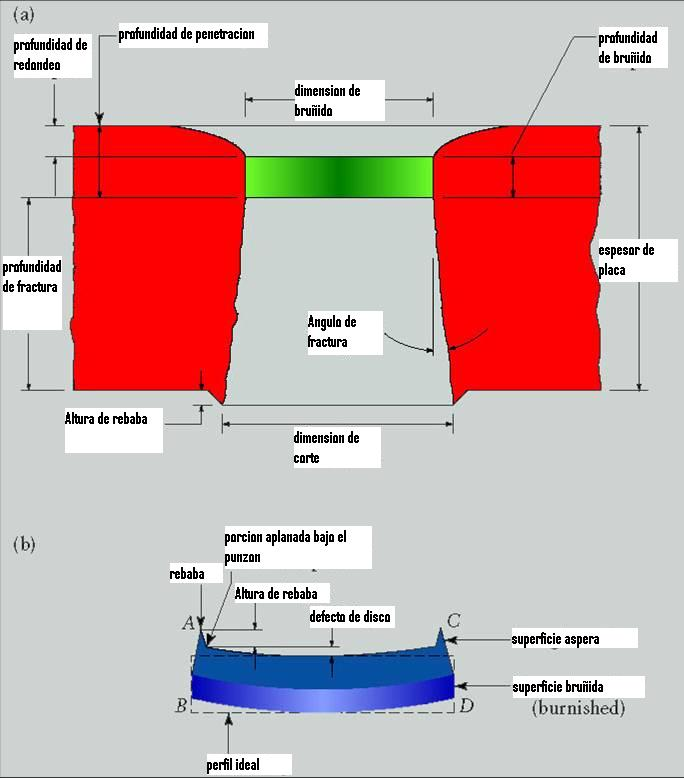 (a)
profundidad de penetracion
profundidad de
redondeo
profundidad
de bruñido
dimension de
bruñido
profundidad
de fractura
espesor de
placa
Angulo de
fractura
Altura de rebaba
dimension de
corte
(b)
porcion aplanada bajo el
punzon
rebaba
Altura de rebaba
defecto de disco
A
C
superficie aspera
superficie bruñida
B
D
(burnished)
perfil ideal